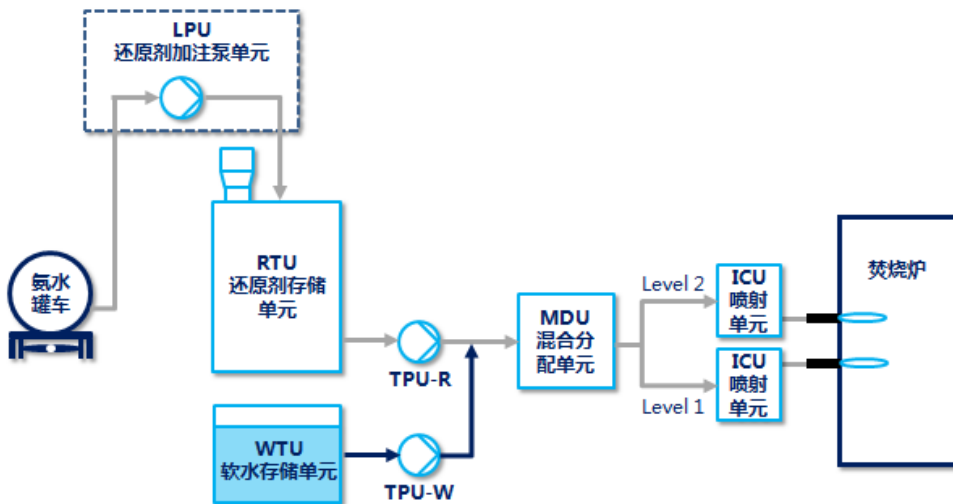 LPU
还原剂加注泵单元
氨水
罐车
RTU
还原剂存储
单元
TPU-R
WTU
软水存储单元
TPU-W
MDU
混合分
配单元
Level 2
Level 1
ICU
喷射
单元
ICU
喷射
单元
焚烧炉